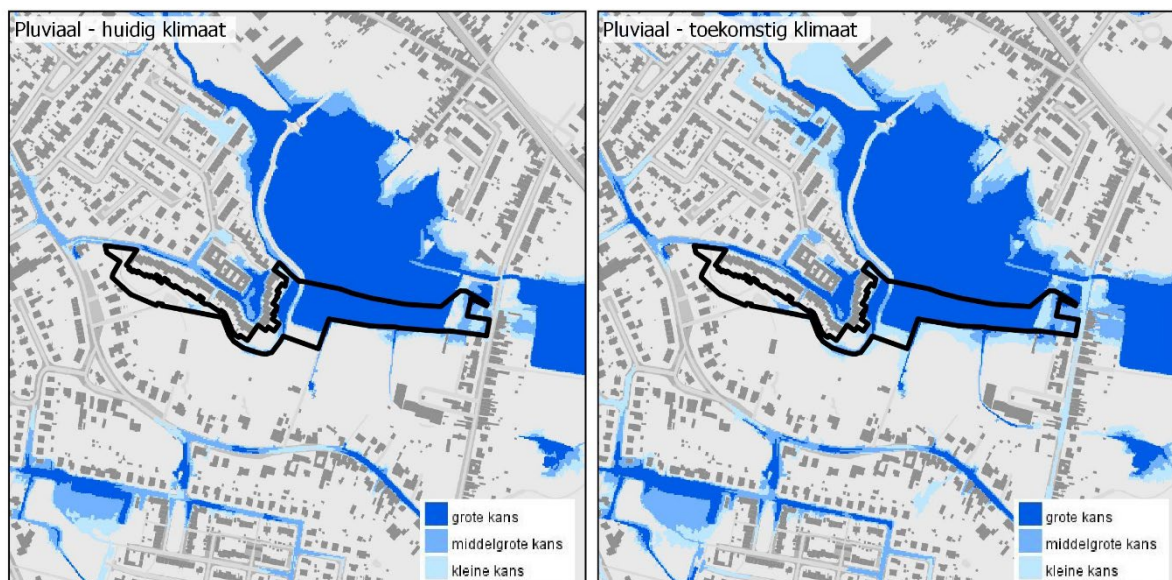 Pluviaal - huidig klimaat
grote kans
middelgrote kans
kleine kans
Pluviaal - toekomstig klimaat
grote kans
middelgrote kans
kleine kans